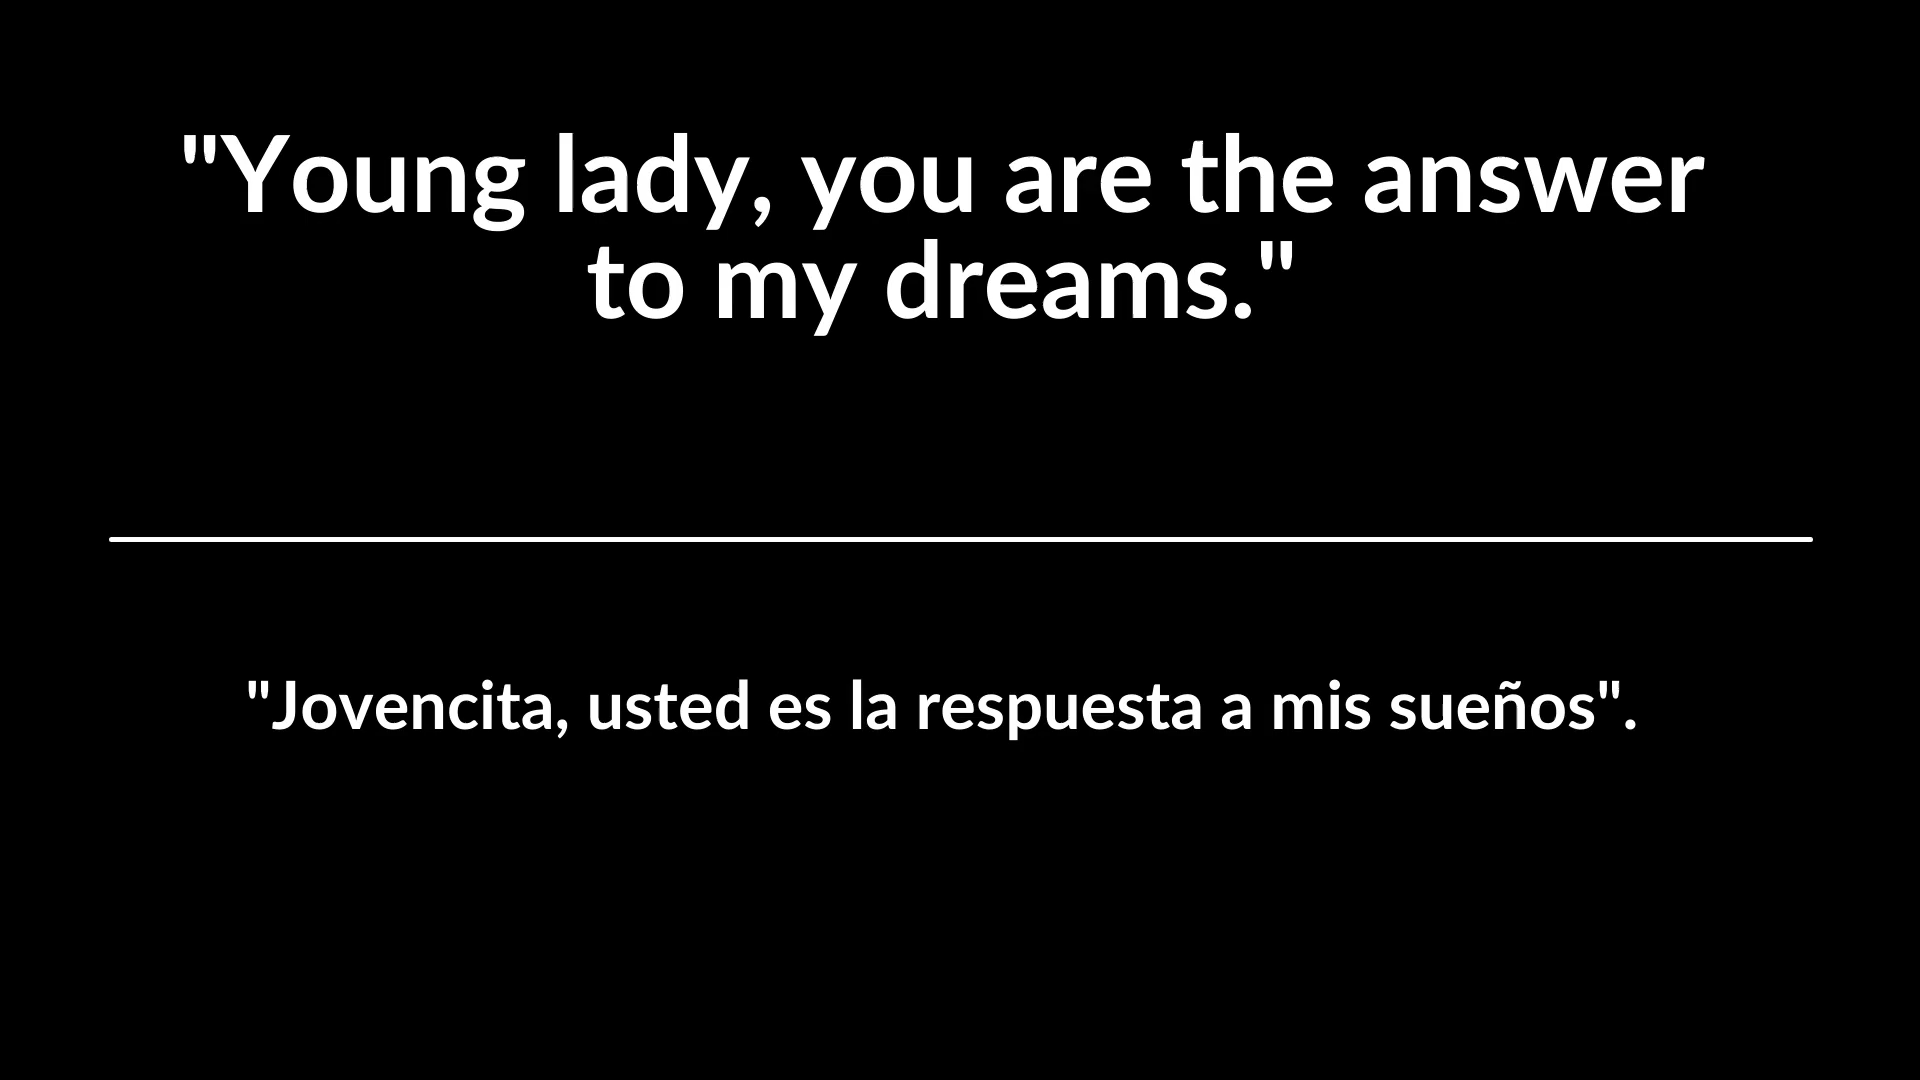 "Young lady, you are the answer
to my dreams."
"Jovencita, usted es la respuesta a mis sueños".